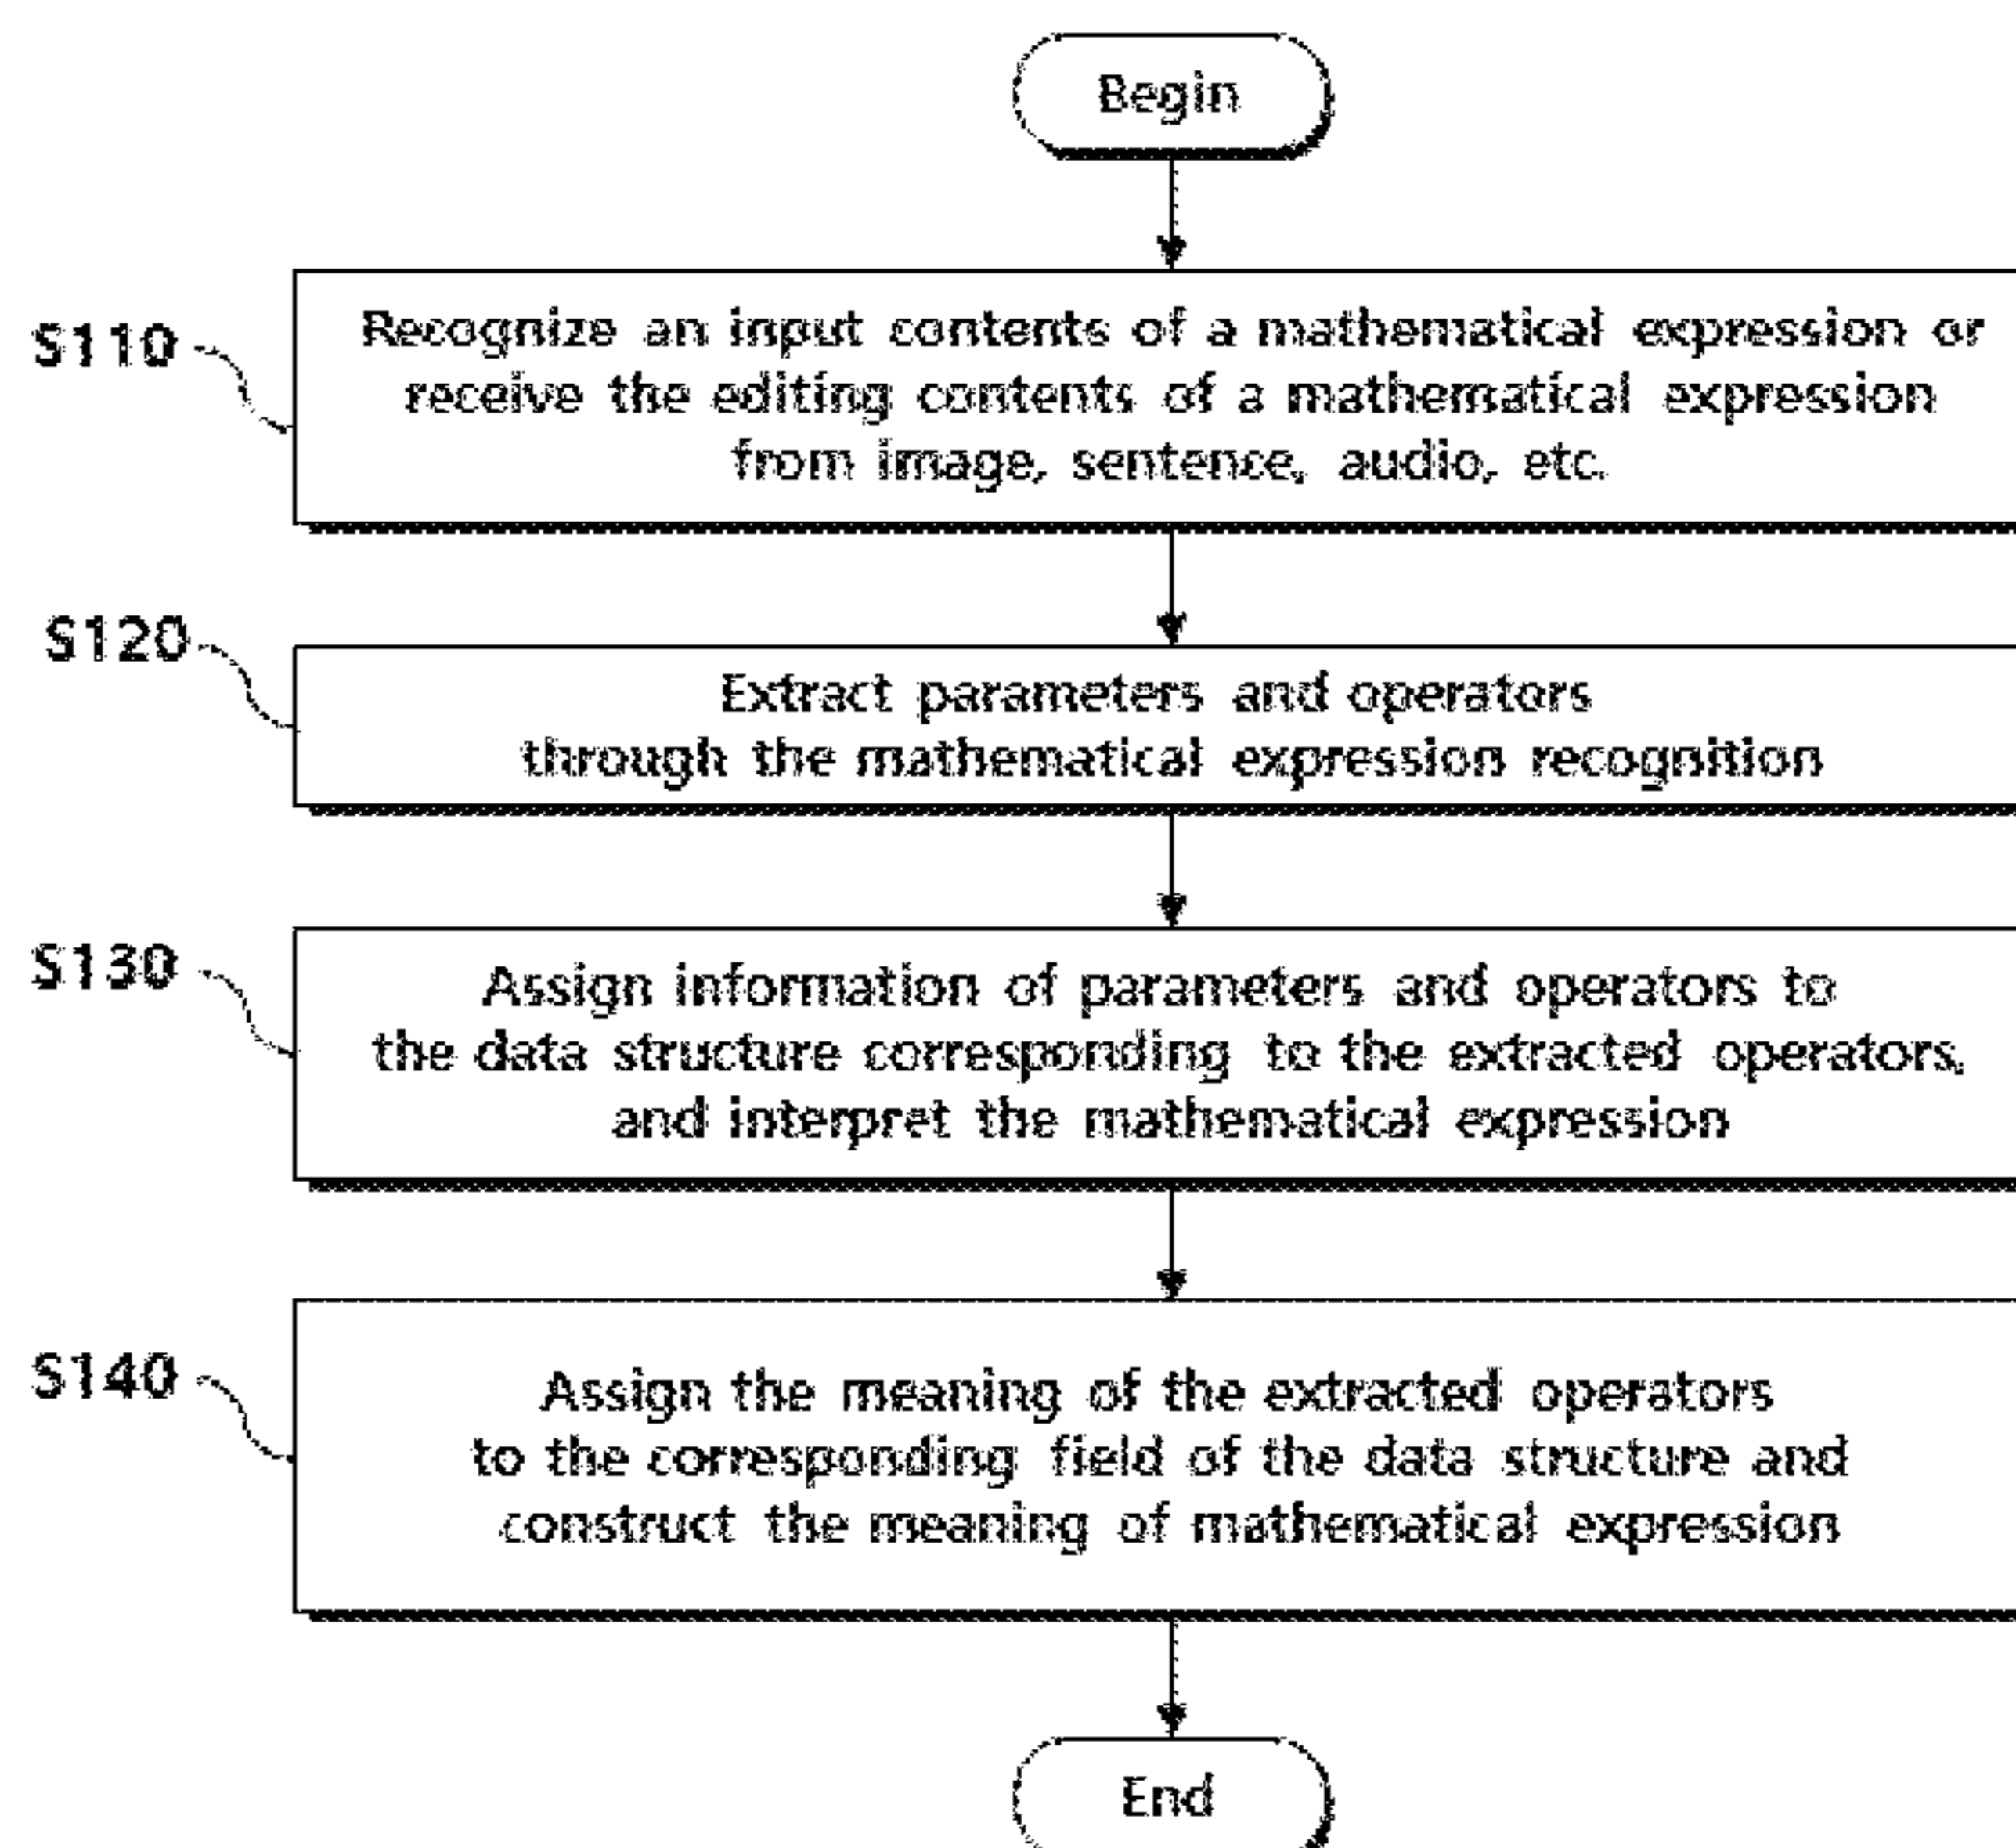 Begin
S110
Recognize an input contents of a mathematical expression or
receive the editing contents of a mathematical expression
from image, sentence, audio, etc.
S120
Extract parameters and operators
through the mathematical expression recognition
S130
Assign information of parameters and operators to
the data structure corresponding to the extracted operators,
and interpret the mathematical expression
S140
Assign the meaning of the extracted operators
to the corresponding field of the data structure and
construct the meaning of mathematical expression
End